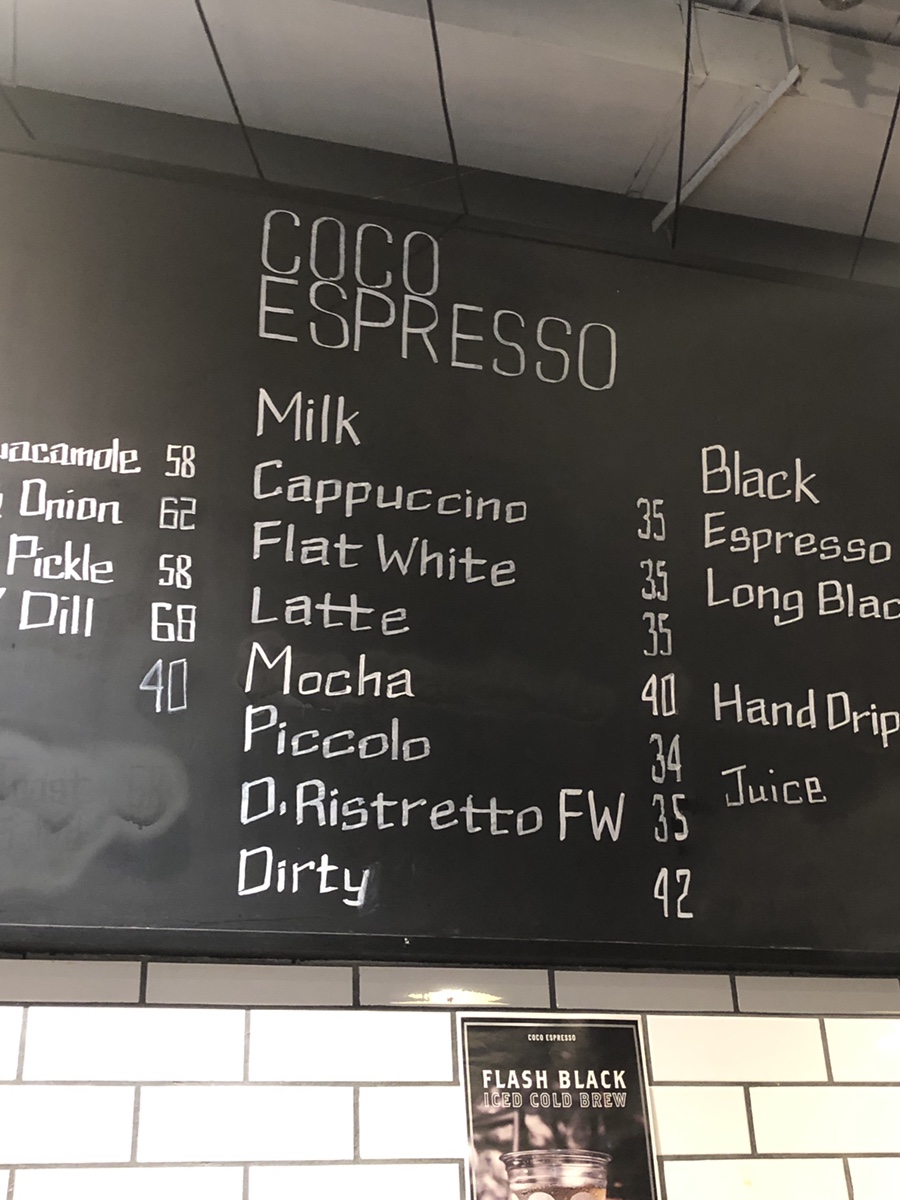 COCO
ESPRESSO
58
Onion 62
Pickle 58
Dill 68
40
Milk
Cappuccino 35
Flat White 35
Latte 35
Mocha 40
Piccolo 34
D.Ristretto FW 35
Dirty 42
Black
Espresso
Long
Hand Drip
Juice
COCO ESPRESSO
FLASH BLACK
ICED COLD BREW